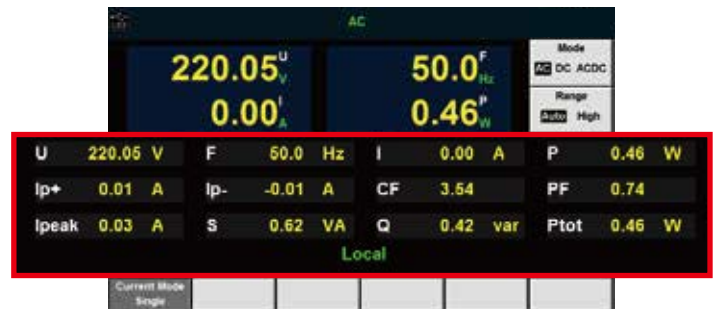 AC
220.05 U V
50.0 F Hz
0.00 I A
0.46 P W
Mode
AC DC ACDC
Range
Auto High
U 220.05 V F 50.0 Hz I 0.00 A P 0.46 W
Ip+ 0.01 A Ip- -0.01 A CF 3.54 PF 0.74
Ipeak 0.03 A S 0.62 VA Q 0.42 var Ptot 0.46 W
Local
Current Mode
Single